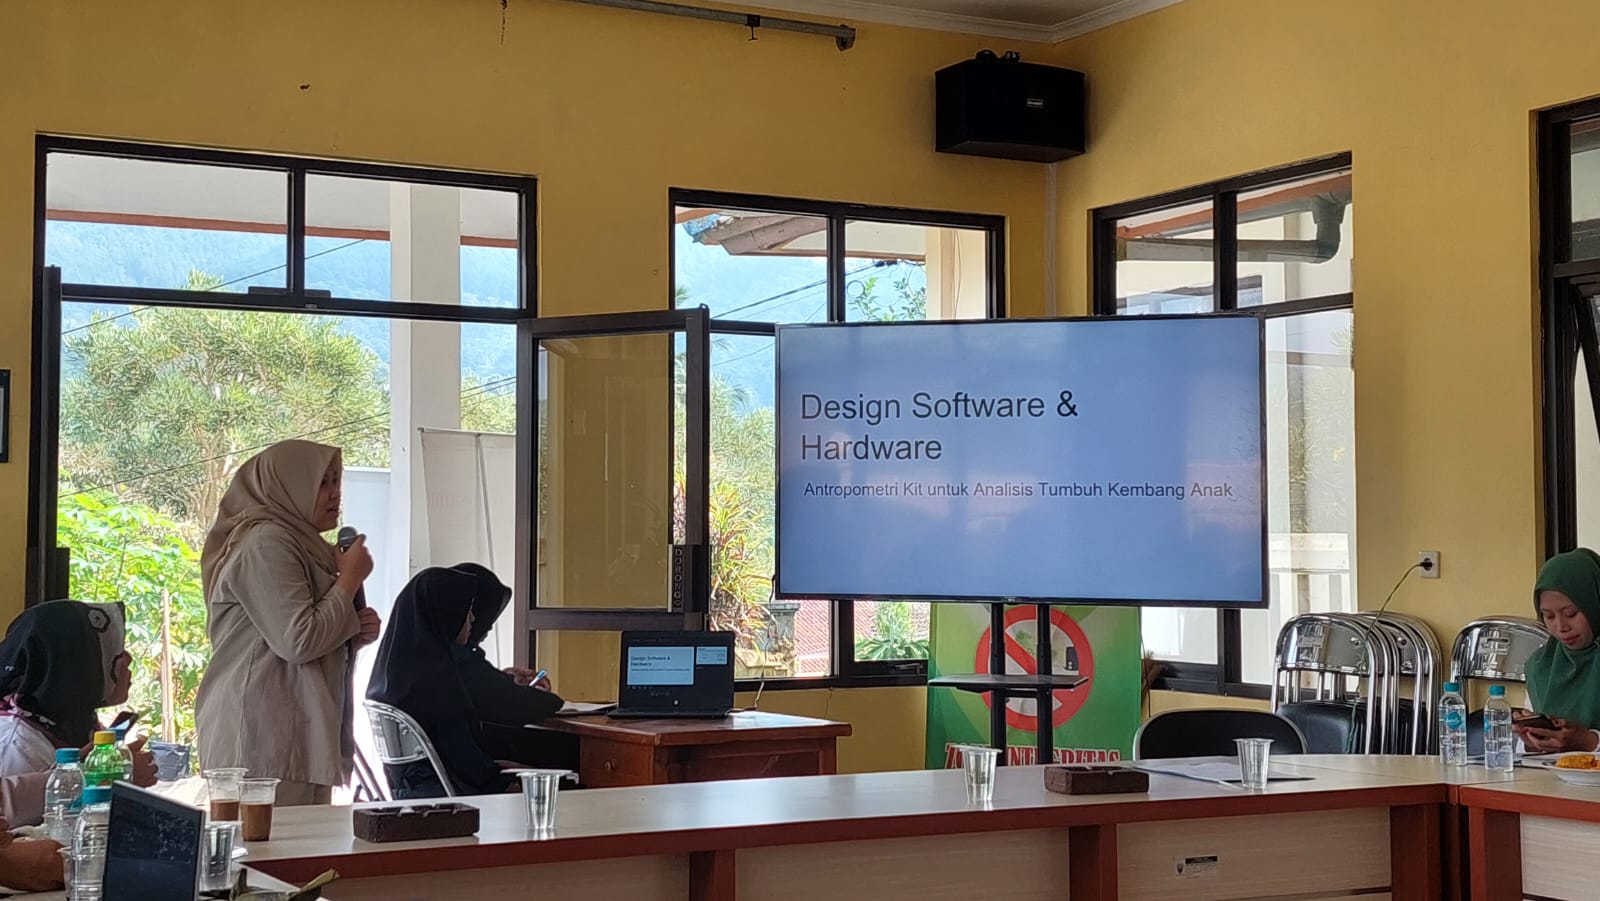 Design Software &
Hardware
Antropometri Kit untuk Analisis Tumbuh Kembang Anak
DORONG
Design Software &
Hardware